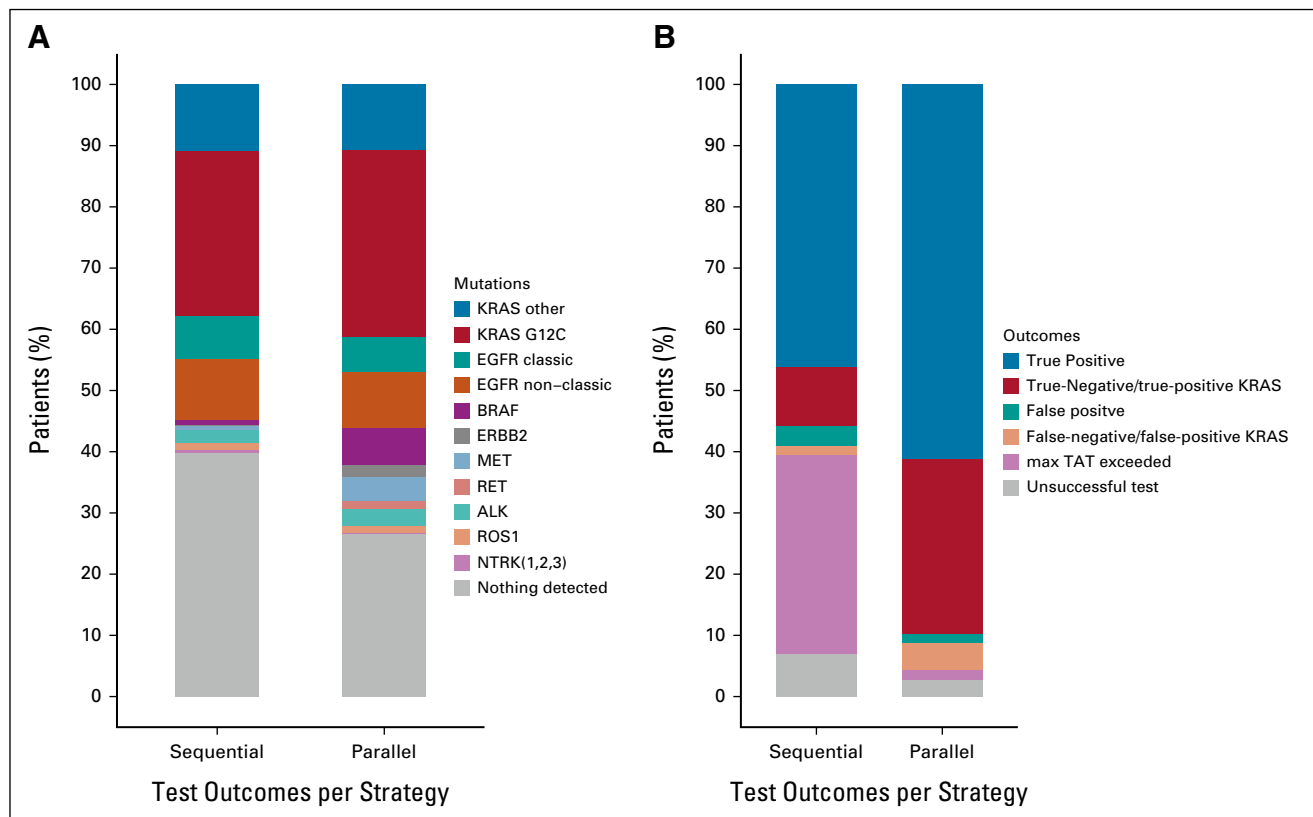 A
100
90
80
70
60
50
40
30
20
10
0
Patients (%)
Sequential
Parallel
Test Outcomes per Strategy
Mutations
KRAS other
KRAS G12C
EGFR classic
EGFR non–classic
BRAF
ERBB2
MET
RET
ALK
ROS1
NTRK(1,2,3)
Nothing detected
B
100
90
80
70
60
50
40
30
20
10
0
Patients (%)
Sequential
Parallel
Test Outcomes per Strategy
Outcomes
True Positive
True-Negative/true-positive KRAS
False positve
False-negative/false-positive KRAS
max TAT exceeded
Unsuccessful test